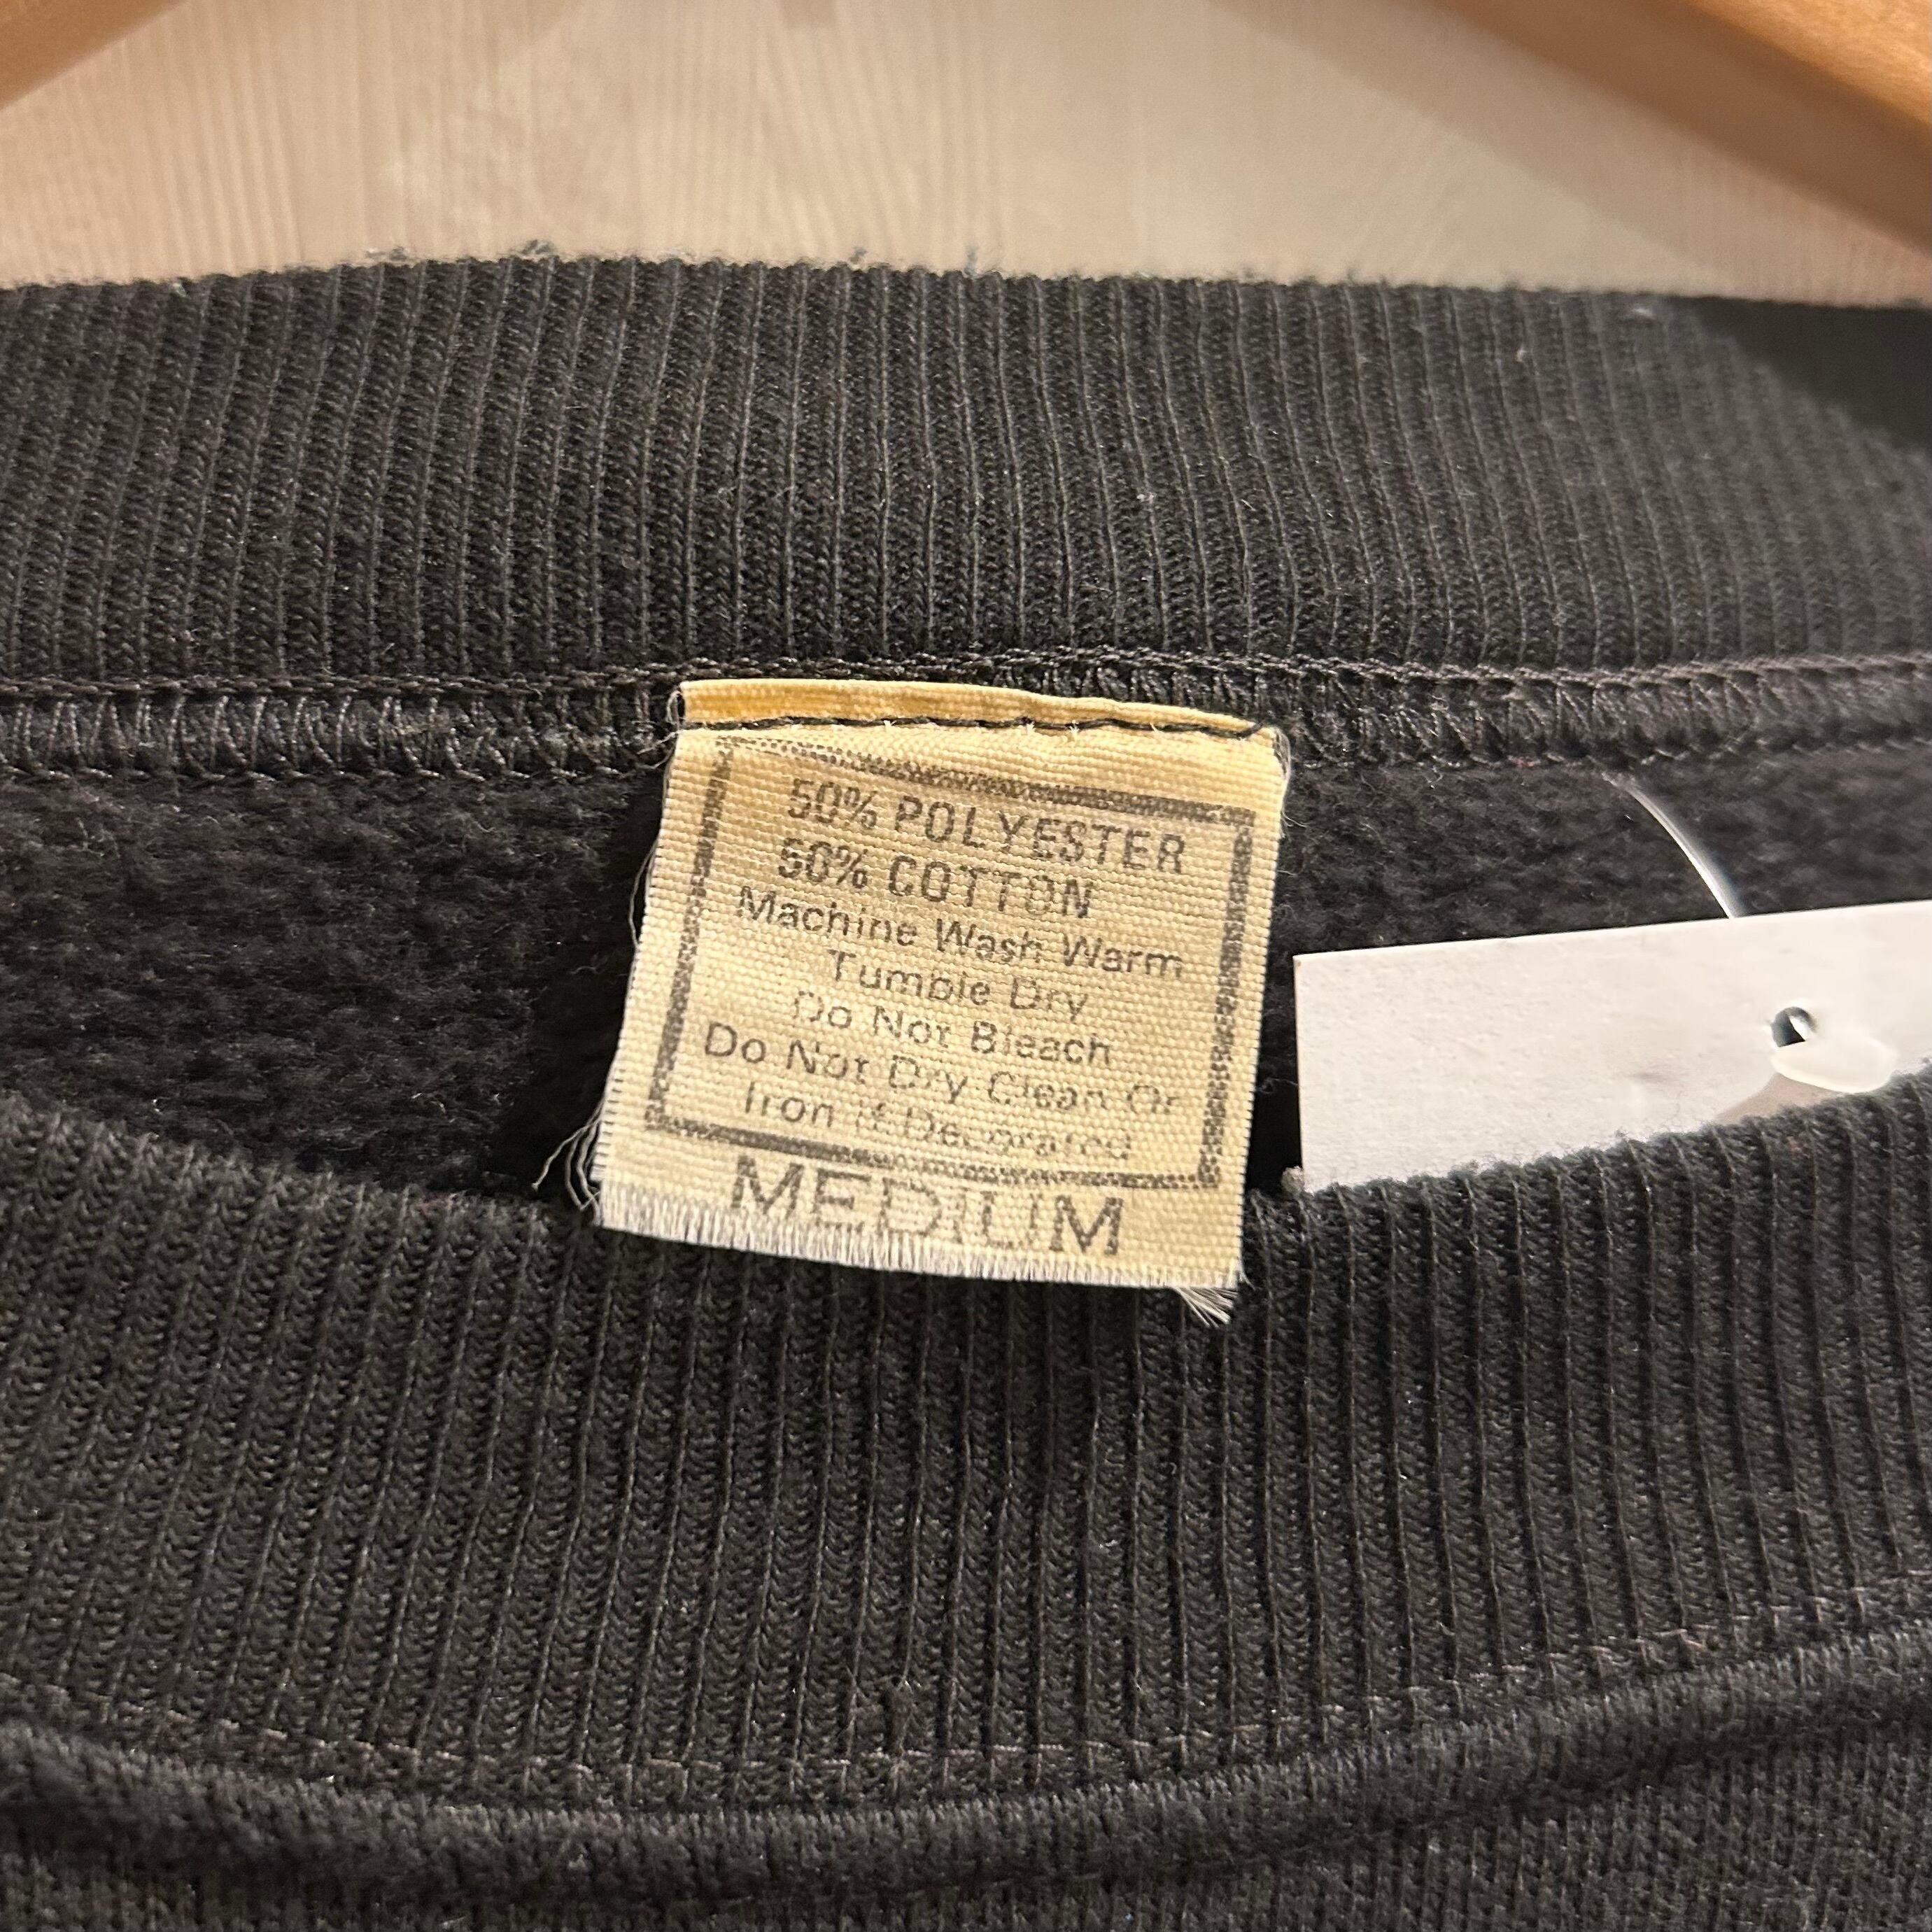 50% POLYESTER
50% COTTON
Machine Wash Warm
Tumble Dry
Do Not Bleach
Do Not Dry Clean Or
Iron if Decorated
MEDIUM